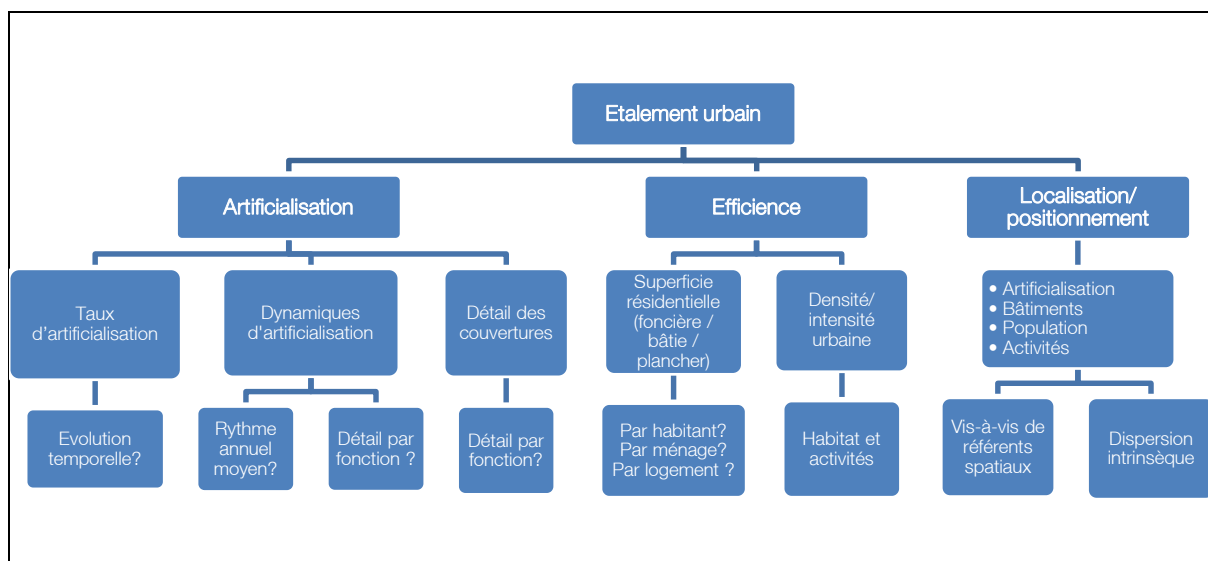 Etalement urbain
Artificialisation
Efficience
Localisation/
positionnement
Taux
d'artificialisation
Dynamiques
d'artificialisation
Détail des
couvertures
Superficie
résidentielle
(foncière /
bâtie /
plancher)
Densité/
intensité
urbaine
• Artificialisation
• Bâtiments
• Population
• Activités
Evolution
temporelle?
Rythme
annuel
moyen?
Détail par
fonction ?
Détail par
fonction?
Par habitant?
Par ménage?
Par logement ?
Habitat et
activités
Vis-à-vis de
référents
spatiaux
Dispersion
intrinsèque